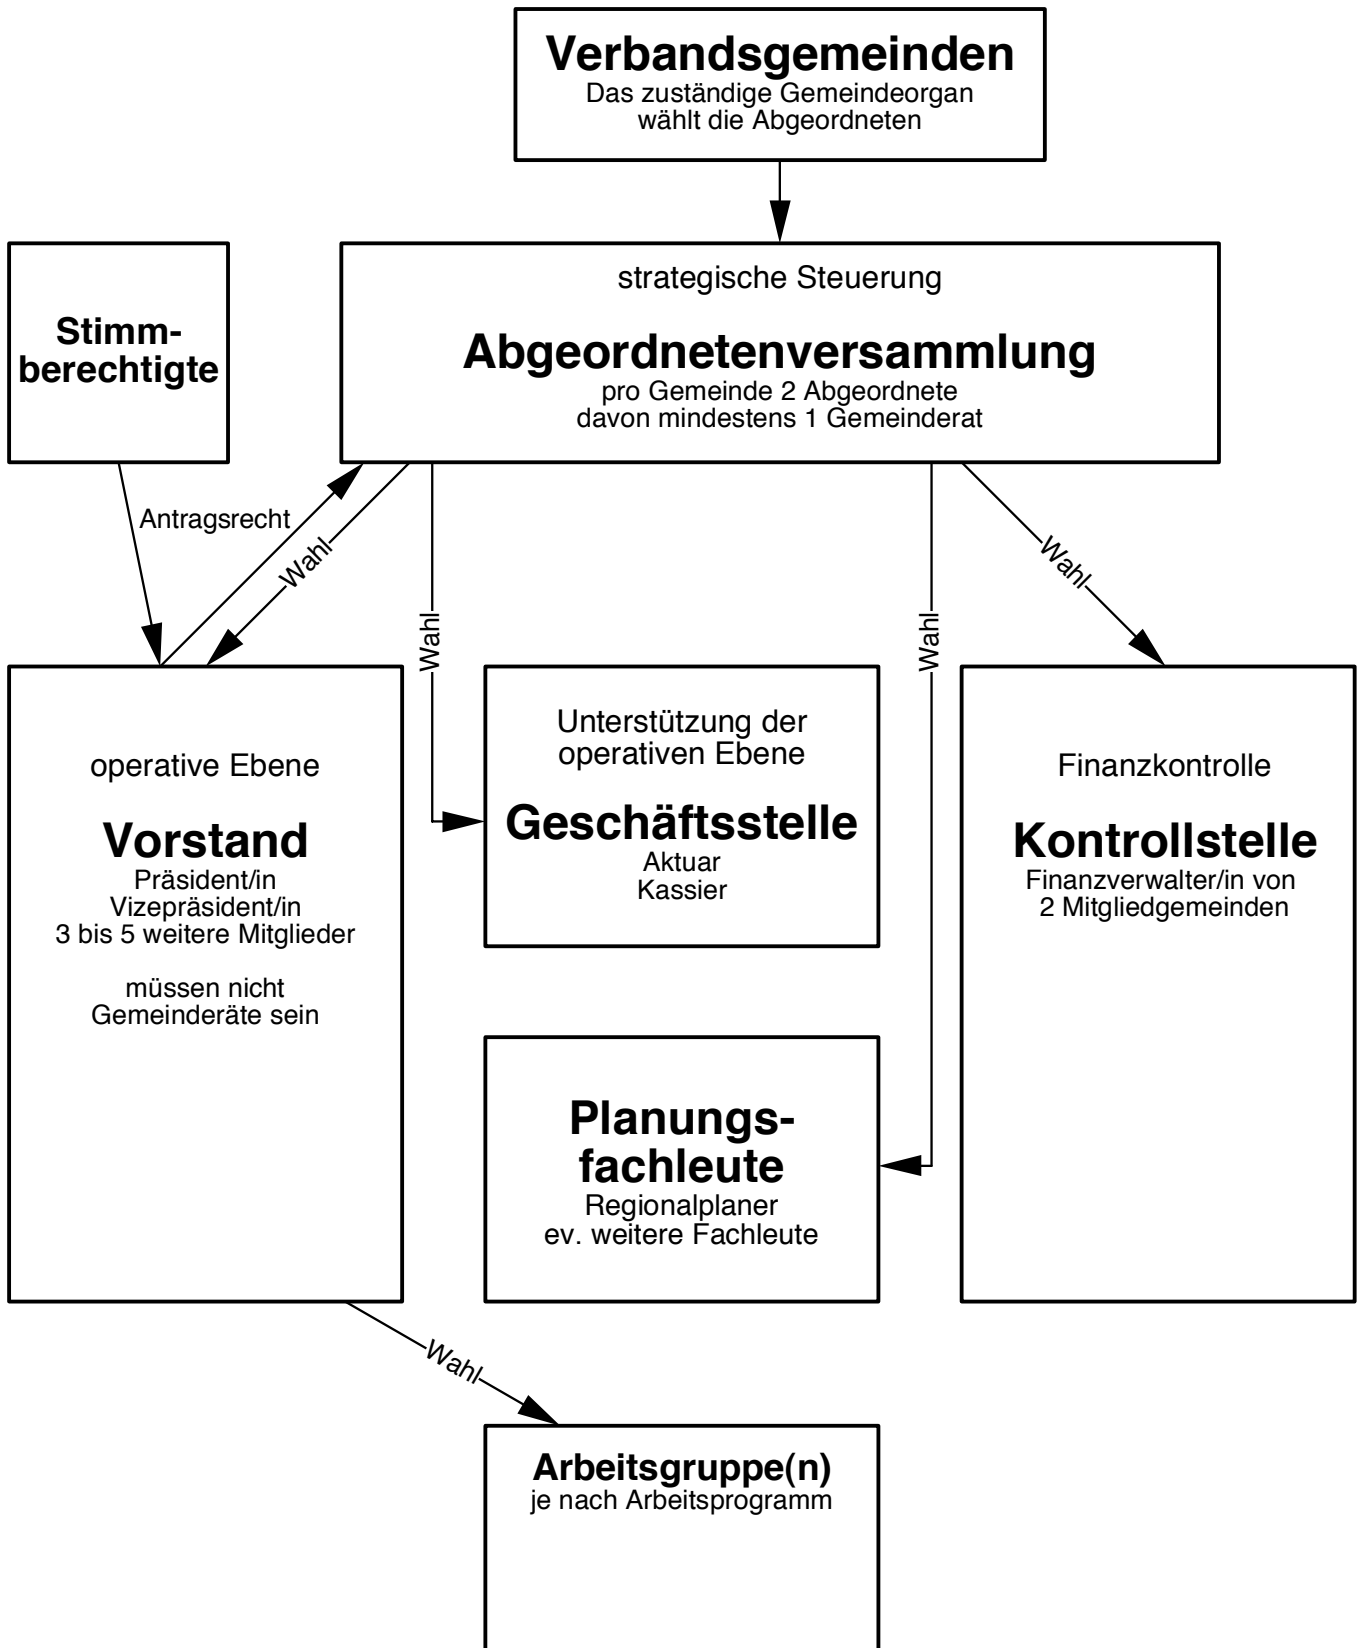 Verbandsgemeinden
Das zuständige Gemeindeorgan
wählt die Abgeordneten
strategische Steuerung
Abgeordnetenversammlung
pro Gemeinde 2 Abgeordnete
davon mindestens 1 Gemeinderat
Stimm-
berechtigte
Antragsrecht
Wahl
Wahl
Wahl
Wahl
operative Ebene
Vorstand
Präsident/in
Vizepräsident/in
3 bis 5 weitere Mitglieder
müssen nicht
Gemeinderäte sein
Unterstützung der
operativen Ebene
Geschäftsstelle
Aktuar
Kassier
Finanzkontrolle
Kontrollstelle
Finanzverwalter/in von
2 Mitgliedgemeinden
Planungs-
fachleute
Regionalplaner
ev. weitere Fachleute
Wahl
Arbeitsgruppe(n)
je nach Arbeitsprogramm